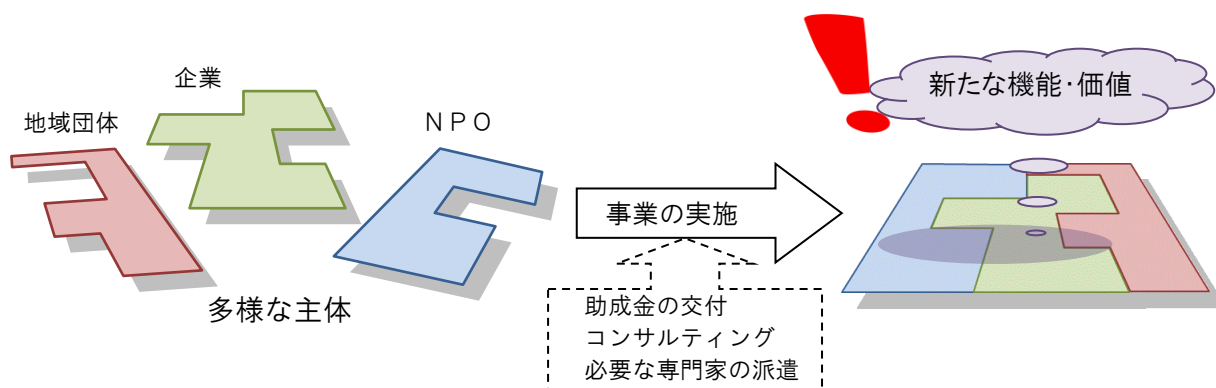 地域団体
企業
ＮＰＯ
多様な主体
事業の実施
助成金の交付
コンサルティング
必要な専門家の派遣
新たな機能・価値